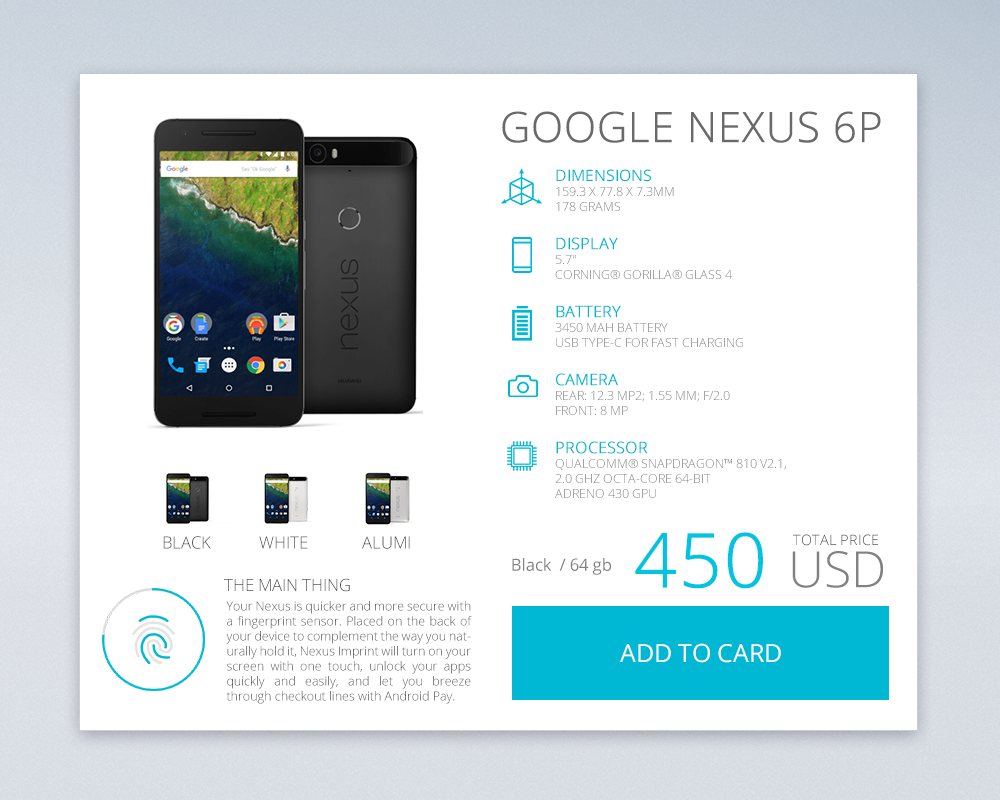 GOOGLE NEXUS 6P
Google
Say "Ok Google"
Google
Create
Play
Play Store
nexus
HUAWEI
BLACK
WHITE
ALUMI
THE MAIN THING
Your Nexus is quicker and more secure with
a fingerprint sensor. Placed on the back of
your device to complement the way you nat-
urally hold it, Nexus Imprint will turn on your
screen with one touch, unlock your apps
quickly and easily, and let you breeze
through checkout lines with Android Pay.
DIMENSIONS
159.3 X 77.8 X 7.3MM
178 GRAMS
DISPLAY
5.7"
CORNING® GORILLA® GLASS 4
BATTERY
3450 MAH BATTERY
USB TYPE-C FOR FAST CHARGING
CAMERA
REAR: 12.3 MP2; 1.55 MM; F/2.0
FRONT: 8 MP
PROCESSOR
QUALCOMM® SNAPDRAGON™ 810 V2.1,
2.0 GHZ OCTA-CORE 64-BIT
ADRENO 430 GPU
Black / 64 gb
450
TOTAL PRICE
USD
ADD TO CARD